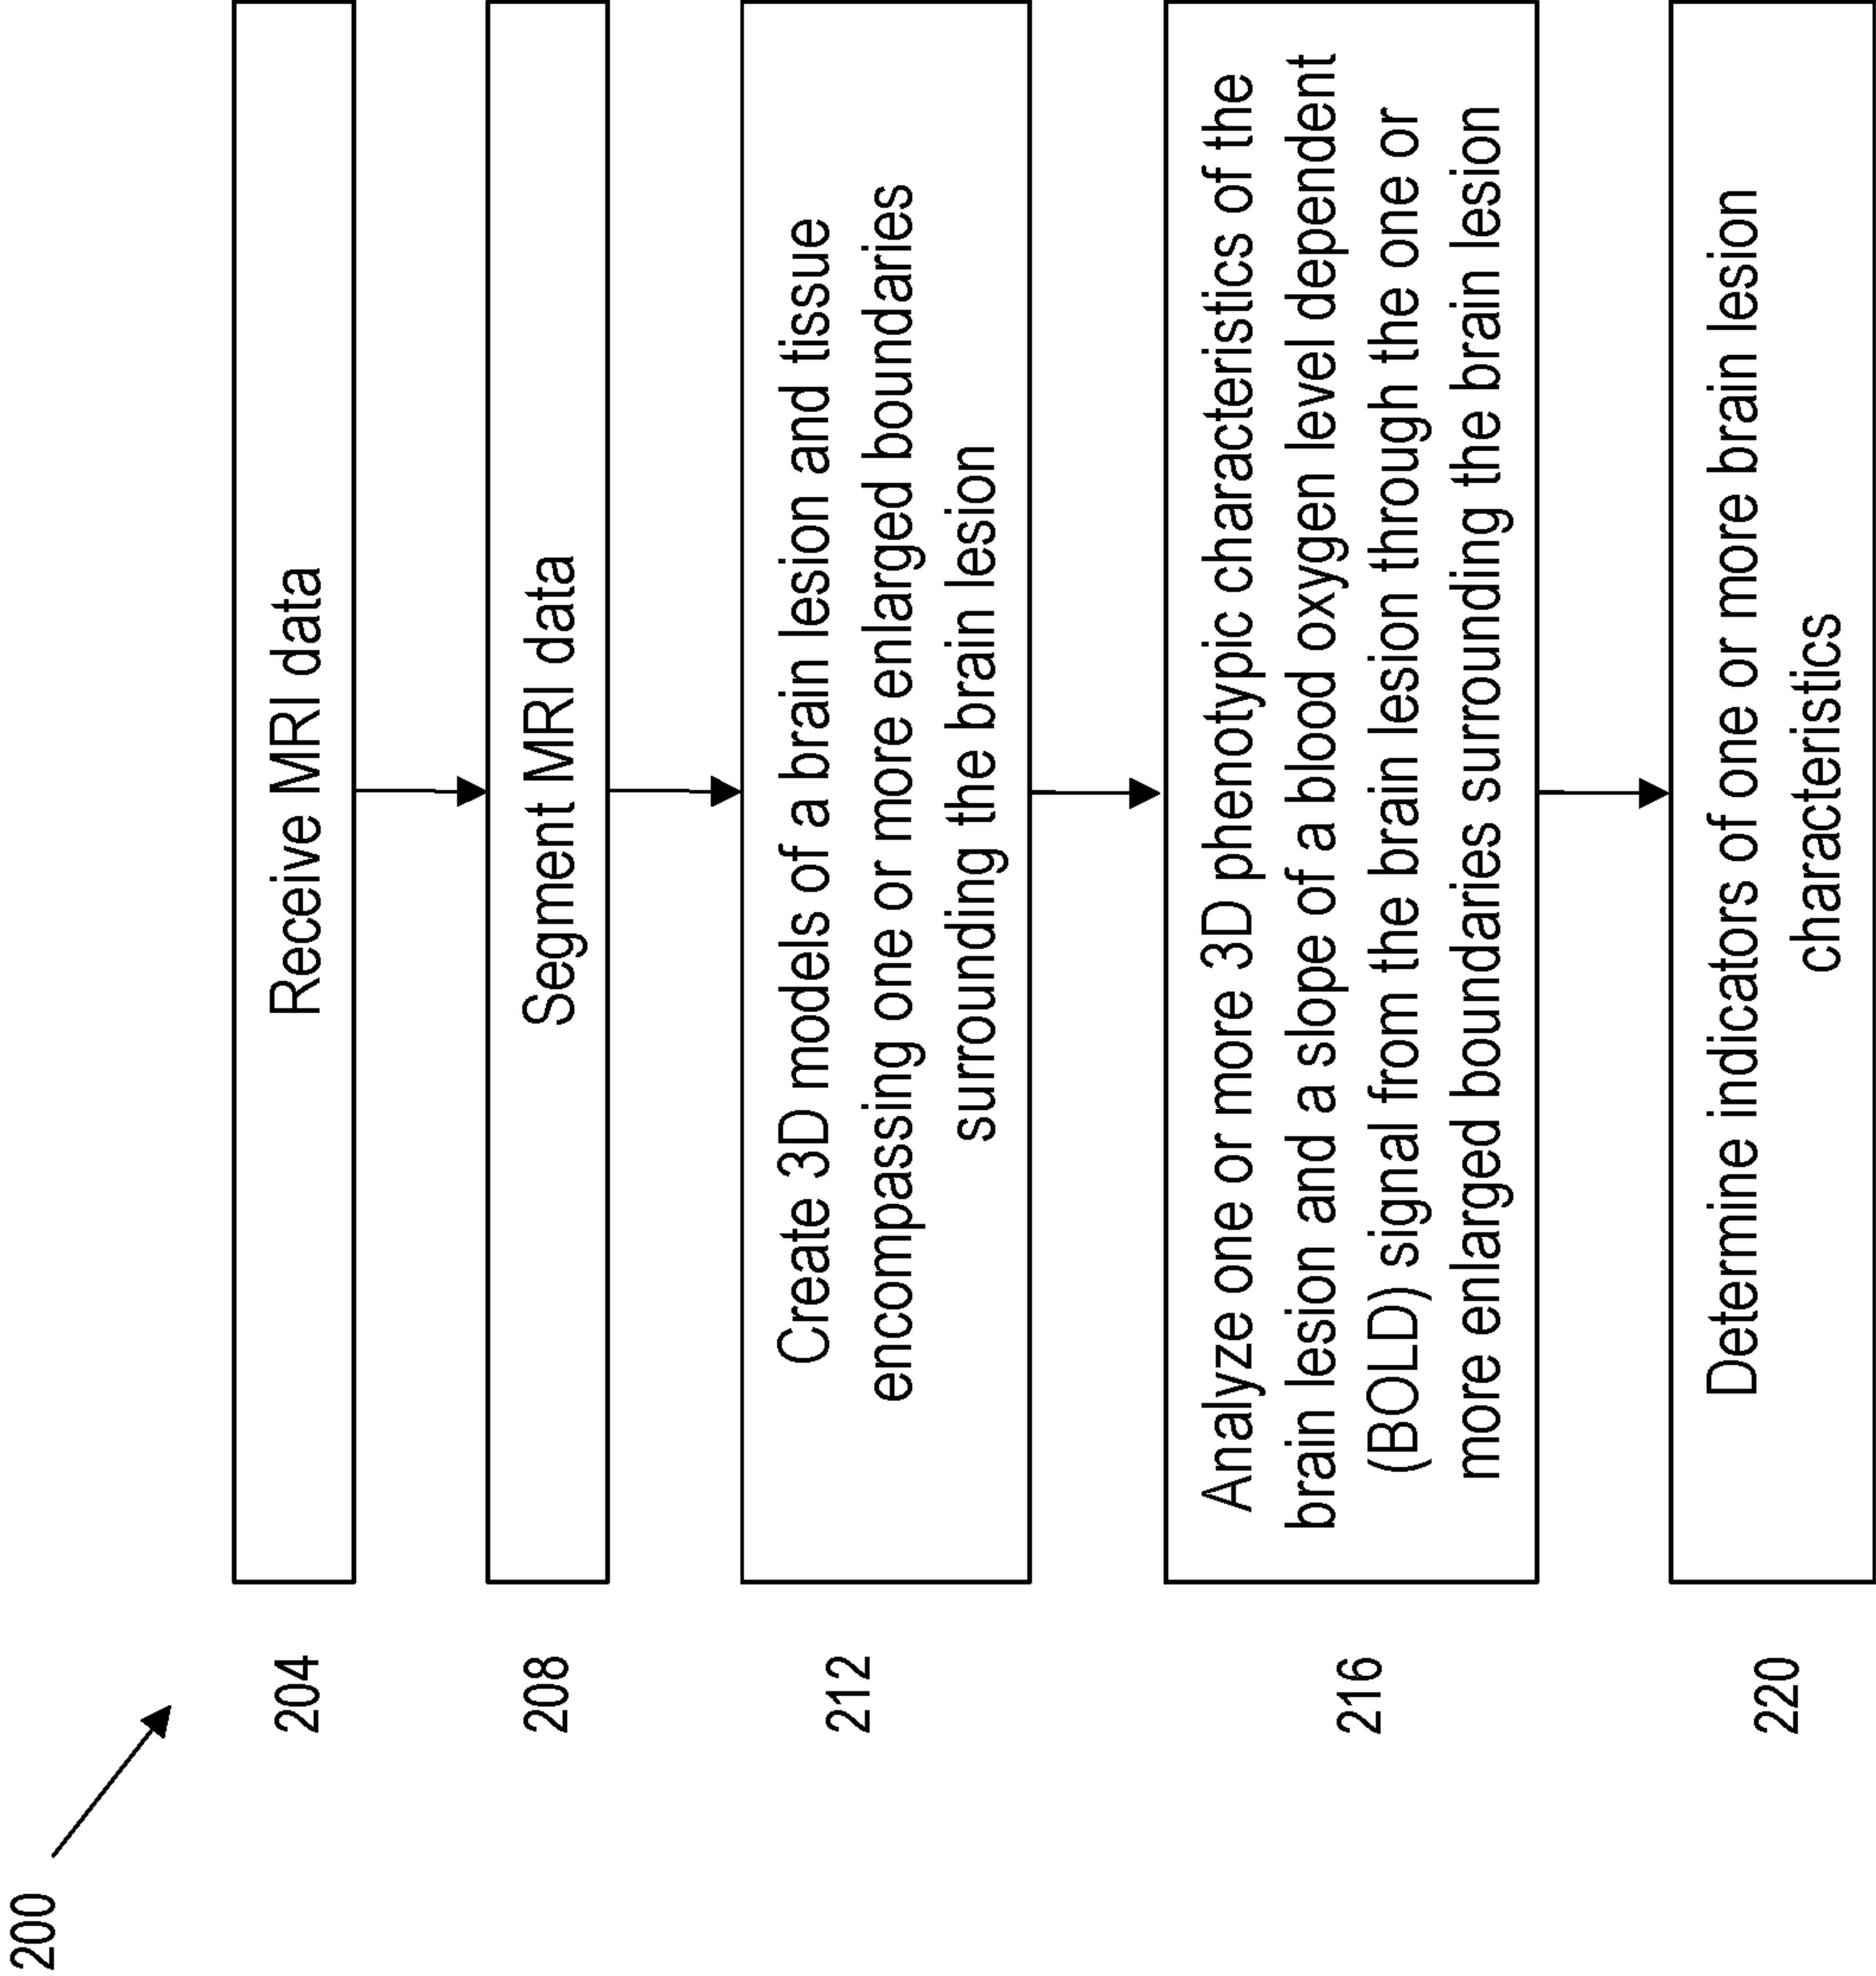 200
204
Receive MRI data
208
Segment MRI data
212
Create 3D models of a brain lesion and tissue
encompassing one or more enlarged boundaries
surrounding the brain lesion
216
Analyze one or more 3D phenotypic characteristics of the
brain lesion and a slope of a blood oxygen level dependent
(BOLD) signal from the brain lesion through the one or
more enlarged boundaries surrounding the brain lesion
220
Determine indicators of one or more brain lesion
characteristics